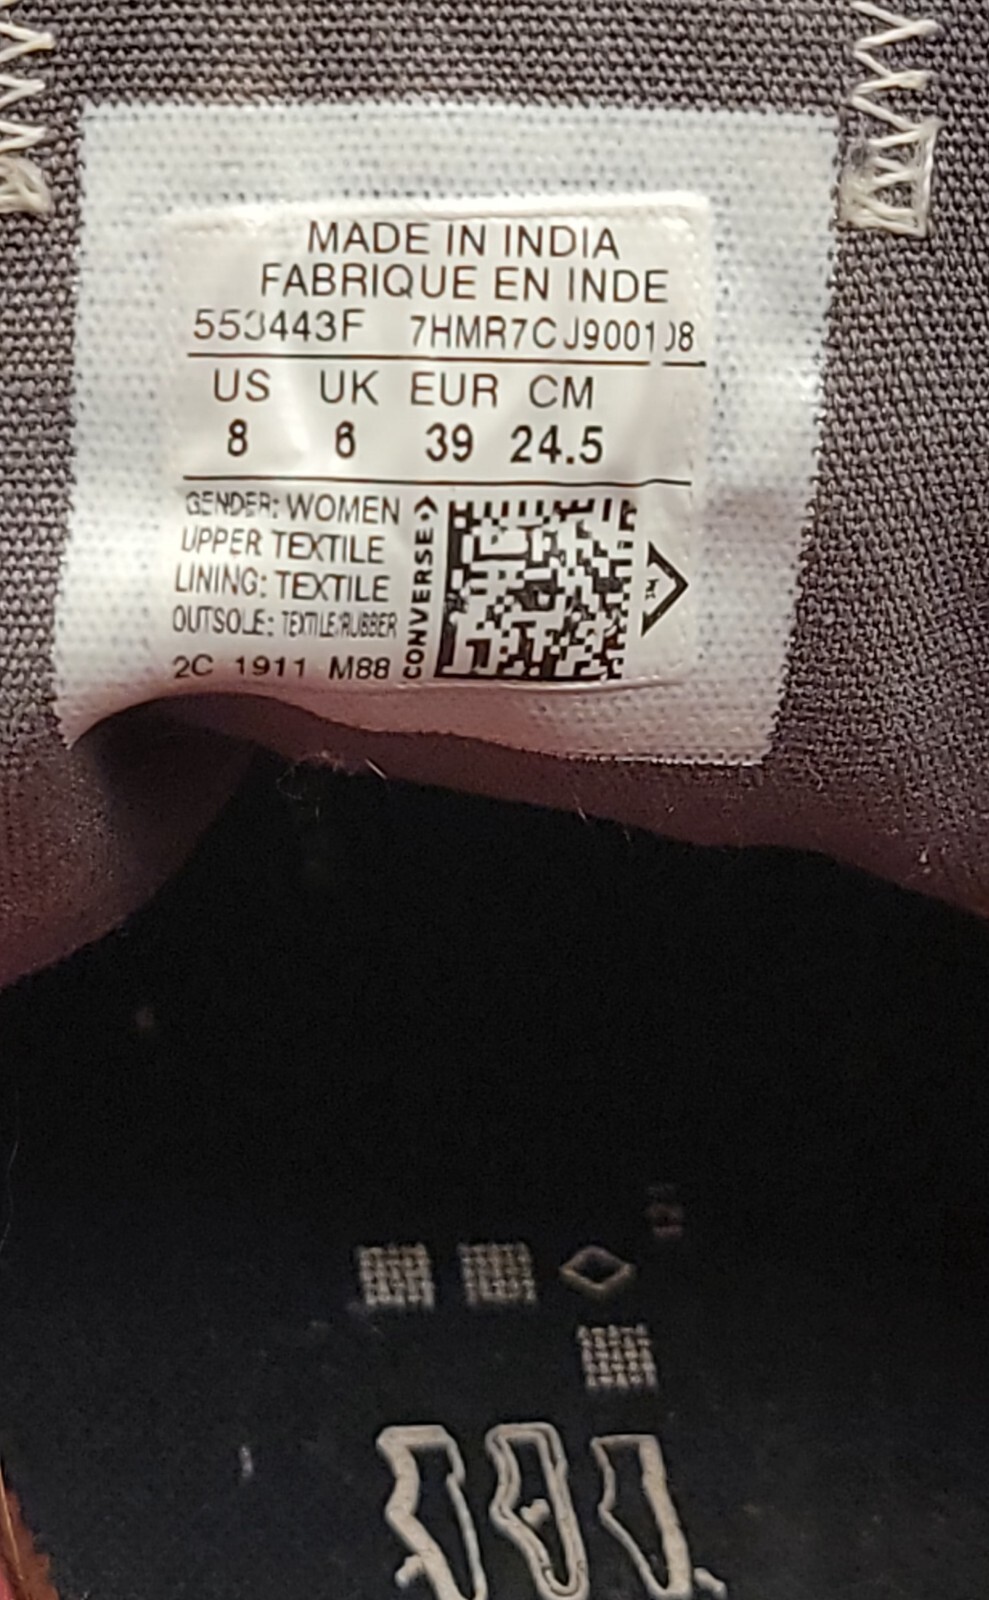 MADE IN INDIA
FABRIQUE EN INDE
553443F 7HMR7CJ900108
US UK EUR CM
8 6 39 24.5
GENDER: WOMEN
UPPER TEXTILE
LINING: TEXTILE
OUTSOLE: TEXTILE/RUBBER
2C 1911 M88
CONVERSE